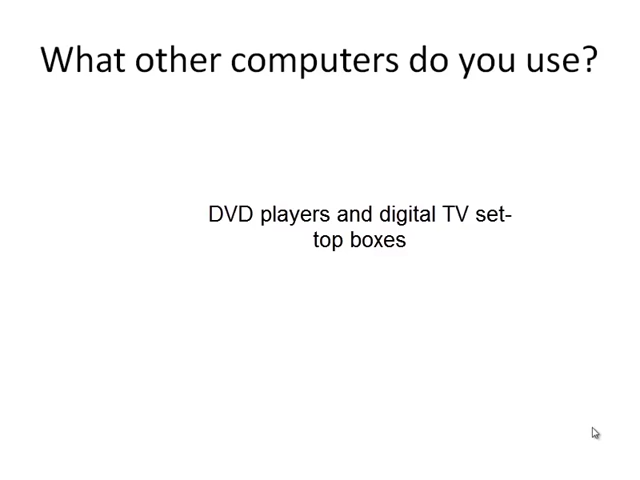 What other computers do you use?
DVD players and digital TV set-
top boxes